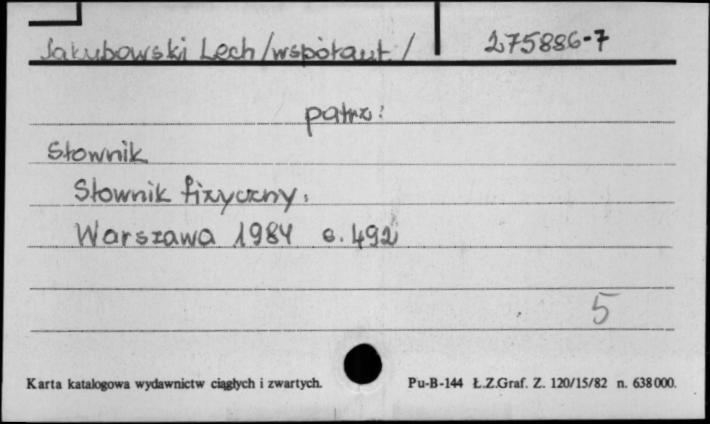 Jakubowski Lech /współaut/ 275886-7
patrz:
Słownik
Słownik fizyczny.
Warszawa 1984 s. 492
5
Karta katalogowa wydawnictw ciągłych i zwartych. Pu-B-144 Ł.Z.Graf. Z. 120/15/82 n. 638000.